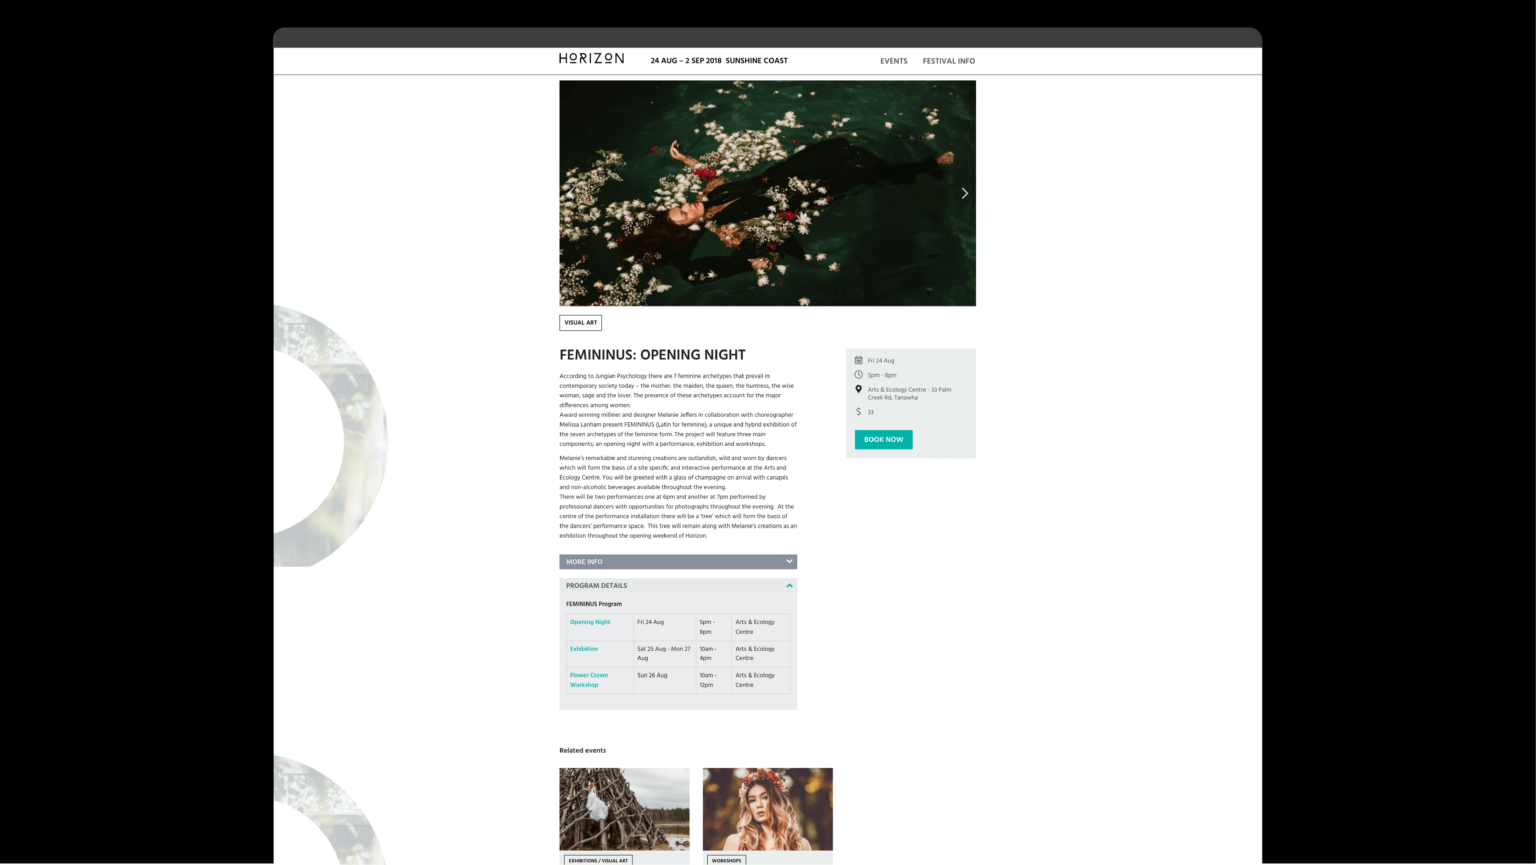 HORIZON
24 AUG – 2 SEP 2018 SUNSHINE COAST
EVENTS
FESTIVAL INFO
VISUAL ART
FEMININUS: OPENING NIGHT
According to Jungian Psychology there are 7 feminine archetypes that prevail in
contemporary society today – the mother, the maiden, the queen, the huntress, the wise
woman, sage and the lover. The presence of these archetypes account for the major
differences among women.
Award winning milliner and designer Melanie Jeffers in collaboration with choreographer
Melissa Lanham present FEMININUS (Latin for feminine); a unique and hybrid exhibition of
the seven archetypes of the feminine form. The project will feature three main
components; an opening night with a performance, exhibition and workshops.
Melanie's remarkable and stunning creations are outlandish, wild and worn by dancers
which will form the basis of a site specific and interactive performance at the Arts and
Ecology Centre. You will be greeted with a glass of champagne on arrival with canapés
and non-alcoholic beverages available throughout the evening.
There will be two performances one at 6pm and another at 7pm performed by
professional dancers with opportunities for photographs throughout the evening. At the
centre of the performance installation there will be a 'tree' which will form the basis of
the dancers' performance space. This tree will remain along with Melanie's creations as an
exhibition throughout the opening weekend of Horizon.
Fri 24 Aug
5pm - 8pm
Arts & Ecology Centre - 33 Palm
Creek Rd, Tanawha
$ 33
BOOK NOW
MORE INFO
PROGRAM DETAILS
FEMININUS Program
Opening Night
Fri 24 Aug
5pm -
8pm
Arts & Ecology
Centre
Exhibition
Sat 25 Aug - Mon 27
Aug
10am -
4pm
Arts & Ecology
Centre
Flower Crown
Workshop
Sun 26 Aug
10am -
12pm
Arts & Ecology
Centre
Related events
EXHIBITIONS / VISUAL ART
WORKSHOPS